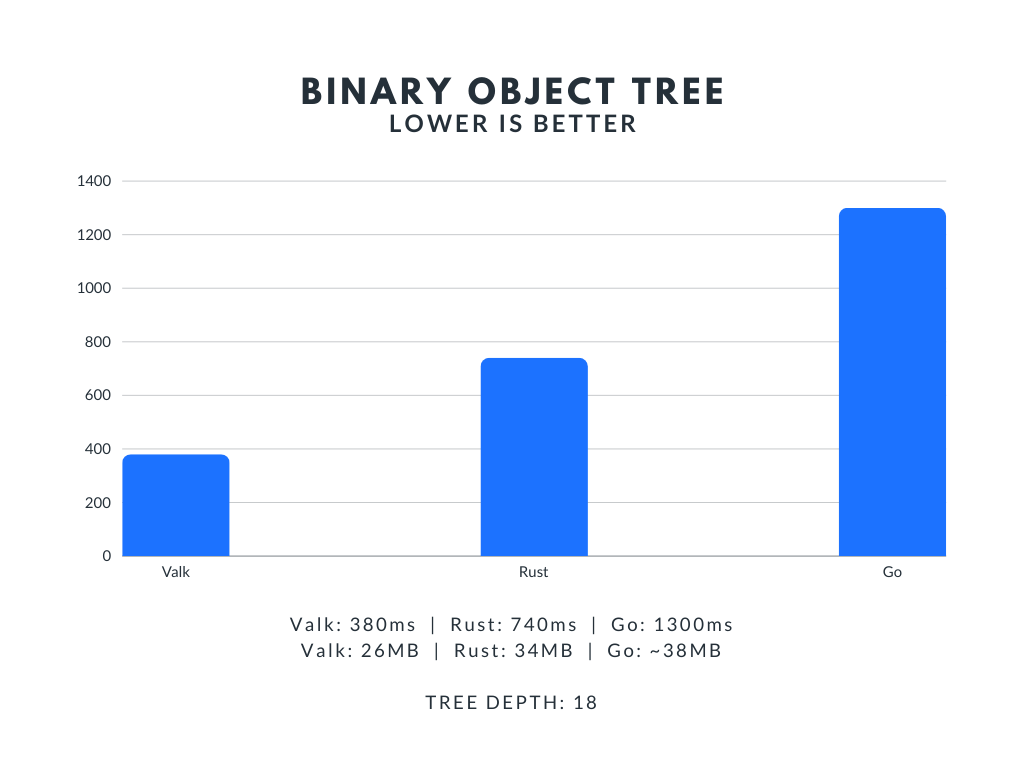 BINARY OBJECT TREE
LOWER IS BETTER
1400
1200
1000
800
600
400
200
0
Valk Rust Go
Valk: 380ms | Rust: 740ms | Go: 1300ms
Valk: 26MB | Rust: 34MB | Go: ~38MB
TREE DEPTH: 18